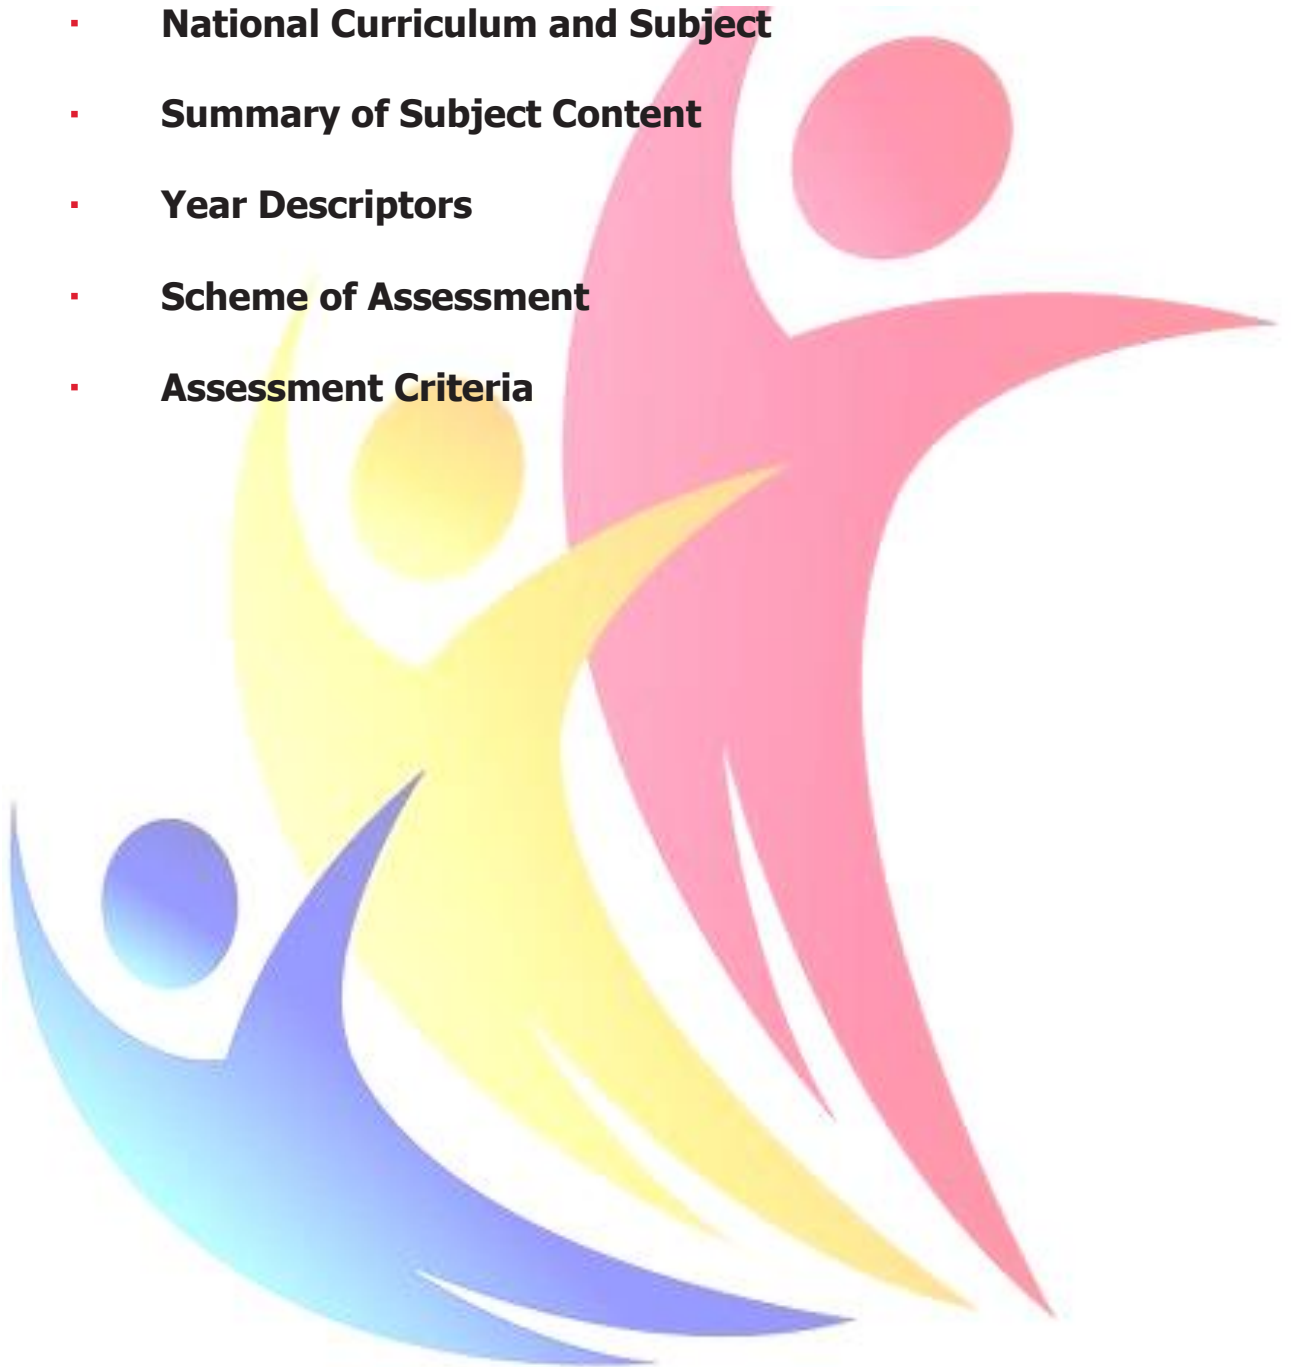 · National Curriculum and Subject
· Summary of Subject Content
· Year Descriptors
· Scheme of Assessment
· Assessment Criteria